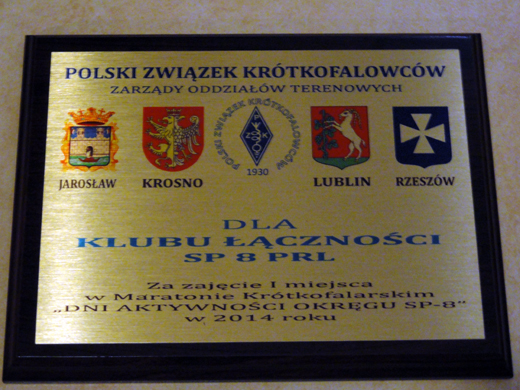 POLSKI ZWIĄZEK KRÓTKOFALOWCÓW
ZARZĄDY ODDZIAŁÓW TERENOWYCH
POLSKI ZWIĄZEK KRÓTKOFALOWCÓW
PZK
1930
JAROSŁAW KROSNO LUBLIN RZESZÓW
DLA
KLUBU ŁĄCZNOŚCI
SP 8 PRL
Za zajęcie I miejsca
w Maratonie Krótkofalarskim
„DNI AKTYWNOŚCI OKRĘGU SP-8”
w 2014 roku